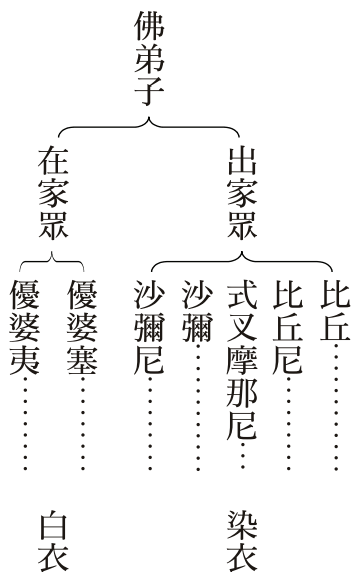 佛弟子
出家眾
比丘………
比丘尼………
式叉摩那尼…
沙彌………
沙彌尼………
染衣
在家眾
優婆塞………
優婆夷………
白衣